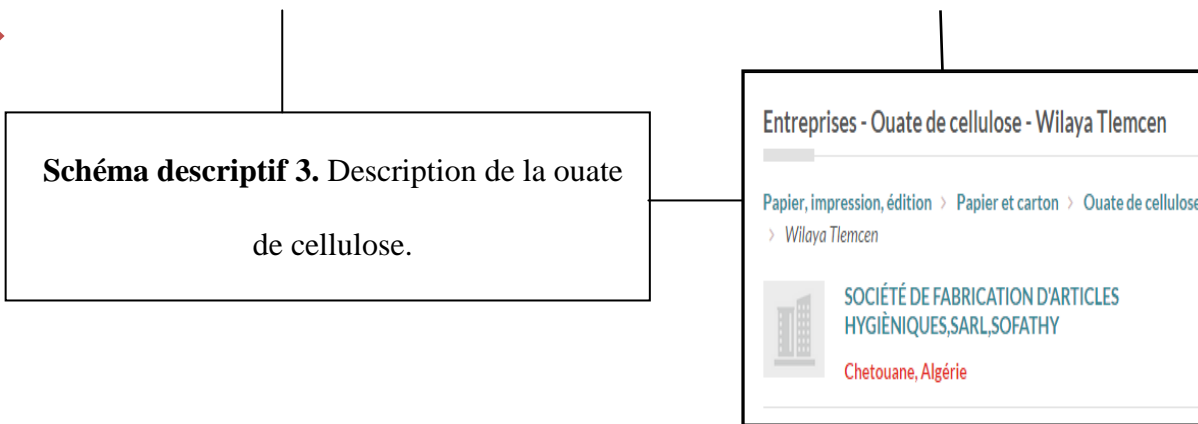 Schéma descriptif 3. Description de la ouate
de cellulose.
Entreprises - Ouate de cellulose - Wilaya Tlemcen
Papier, impression, édition > Papier et carton > Ouate de cellulose
> Wilaya Tlemcen
SOCIÉTÉ DE FABRICATION D'ARTICLES
HYGIÈNIQUES,SARL,SOFATHY
Chetouane, Algérie